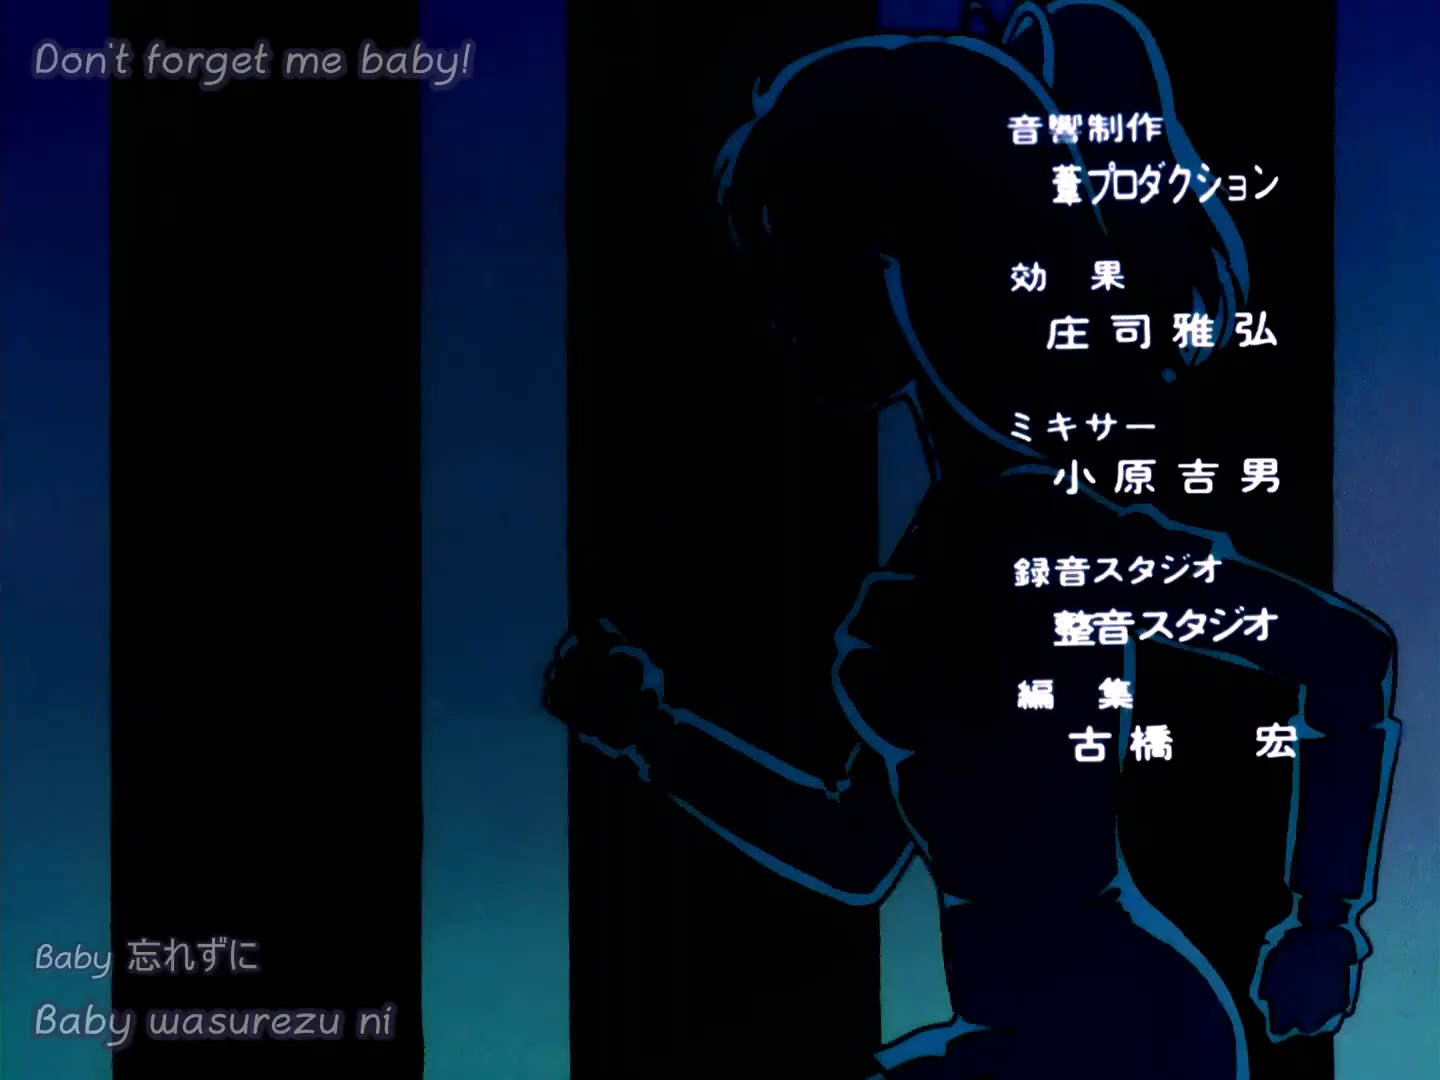 Don't forget me baby!
音響制作
葦プロダクション
効 果
庄司雅弘
ミキサー
小原吉男
録音スタジオ
整音スタジオ
編 集
古橋 宏
Baby 忘れずに
Baby wasurezu ni